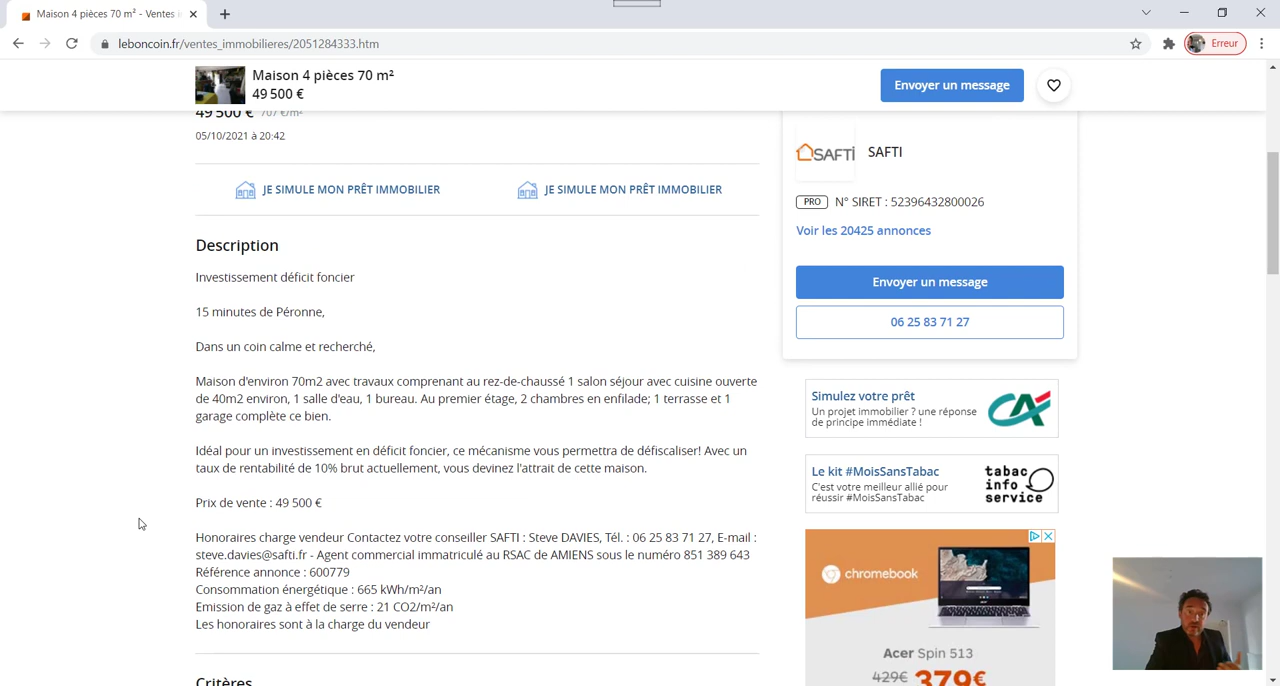 Maison 4 pièces 70 m² - Ventes i
leboncoin.fr/ventes_immobilieres/2051284333.htm
Erreur
Maison 4 pièces 70 m²
49 500 €
Envoyer un message
49 500 € 707 €/m²
05/10/2021 à 20:42
JE SIMULE MON PRÊT IMMOBILIER
JE SIMULE MON PRÊT IMMOBILIER
Description
Investissement déficit foncier
15 minutes de Péronne,
Dans un coin calme et recherché,
Maison d'environ 70m2 avec travaux comprenant au rez-de-chaussé 1 salon séjour avec cuisine ouverte
de 40m2 environ, 1 salle d'eau, 1 bureau. Au premier étage, 2 chambres en enfilade; 1 terrasse et 1
garage complète ce bien.
Idéal pour un investissement en déficit foncier, ce mécanisme vous permettra de défiscaliser! Avec un
taux de rentabilité de 10% brut actuellement, vous devinez l'attrait de cette maison.
Prix de vente : 49 500 €
Honoraires charge vendeur Contactez votre conseiller SAFTI : Steve DAVIES, Tél. : 06 25 83 71 27, E-mail :
steve.davies@safti.fr - Agent commercial immatriculé au RSAC de AMIENS sous le numéro 851 389 643
Référence annonce : 600779
Consommation énergétique : 665 kWh/m²/an
Emission de gaz à effet de serre : 21 CO2/m²/an
Les honoraires sont à la charge du vendeur
Critères
SAFTI
SAFTI
PRO N° SIRET : 52396432800026
Voir les 20425 annonces
Envoyer un message
06 25 83 71 27
Simulez votre prêt
Un projet immobilier ? une réponse
de principe immédiate !
CA
Le kit #MoisSansTabac
C'est votre meilleur allié pour
réussir #MoisSansTabac
tabac
info
service
chromebook
Acer Spin 513
429€ 379€